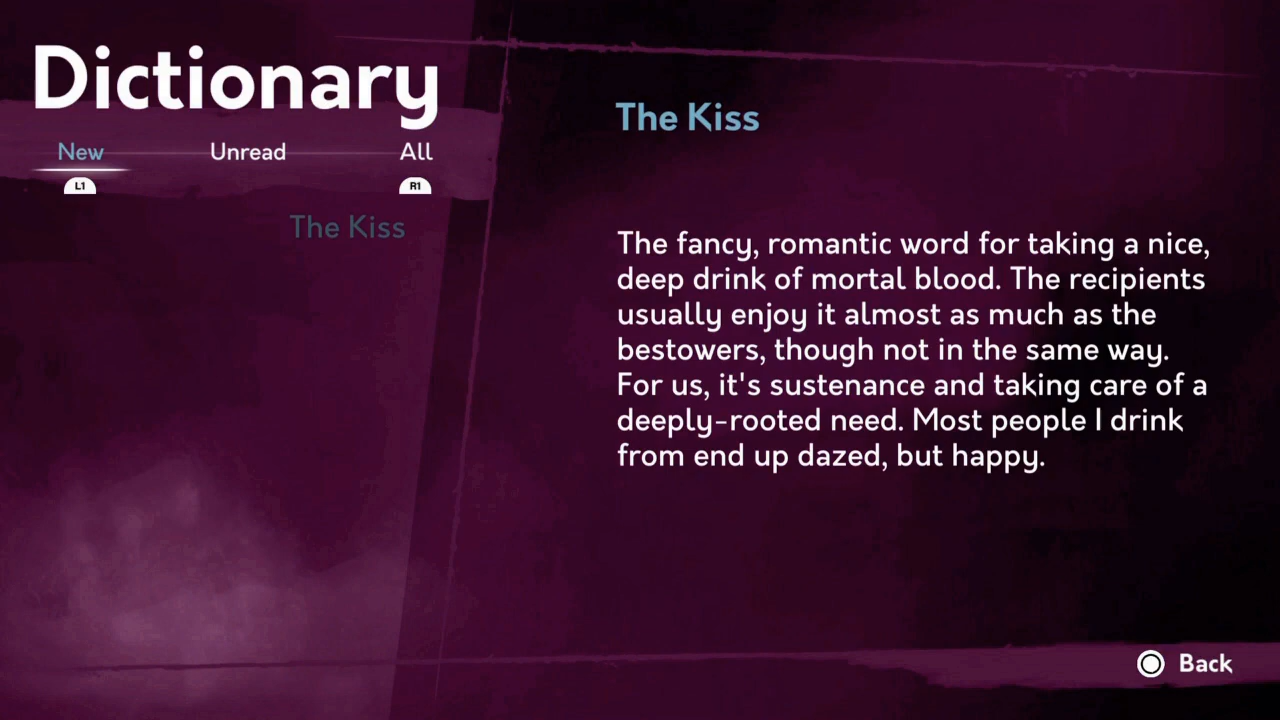 Dictionary
New Unread All
L1 R1
The Kiss
The Kiss
The fancy, romantic word for taking a nice,
deep drink of mortal blood. The recipients
usually enjoy it almost as much as the
bestowers, though not in the same way.
For us, it's sustenance and taking care of a
deeply-rooted need. Most people I drink
from end up dazed, but happy.
Back